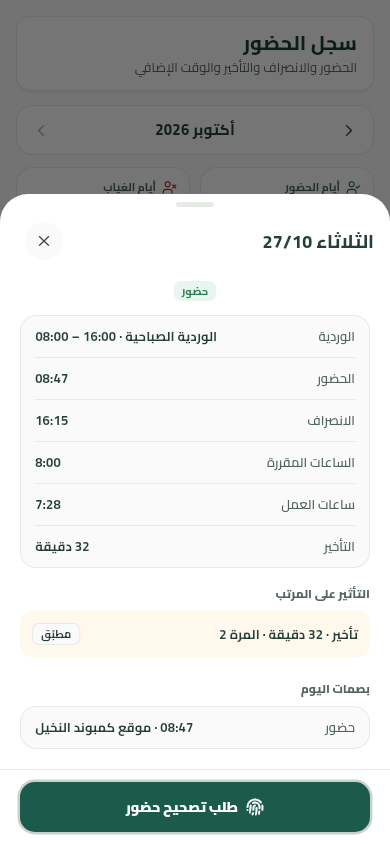 سجل الحضور
الحضور والانصراف والتأخير والوقت الإضافي
أكتوبر 2026
أيام الحضور
أيام الغياب
الثلاثاء 27/10
حضور
الوردية
الوردية الصباحية · 16:00 – 08:00
الحضور
08:47
الانصراف
16:15
الساعات المقررة
8:00
ساعات العمل
7:28
التأخير
32 دقيقة
التأثير على المرتب
تأخير · 32 دقيقة · المرة 2
مطبّق
بصمات اليوم
حضور
08:47 · موقع كمبوند النخيل
طلب تصحيح حضور